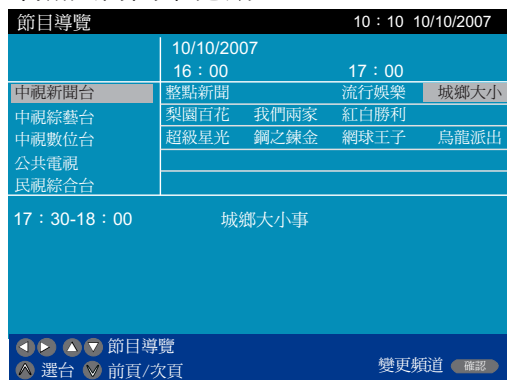 節目導覽 10：10 10/10/2007
10/10/2007
16：00 17：00
中視新聞台 整點新聞 流行娛樂 城鄉大小
中視綜藝台 梨園百花 我們兩家 紅白勝利
中視數位台 超級星光 鋼之鍊金 網球王子 烏龍派出
公共電視
民視綜合台
17：30-18：00 城鄉大小事
節目導覽
選台 前頁/次頁 變更頻道 確認